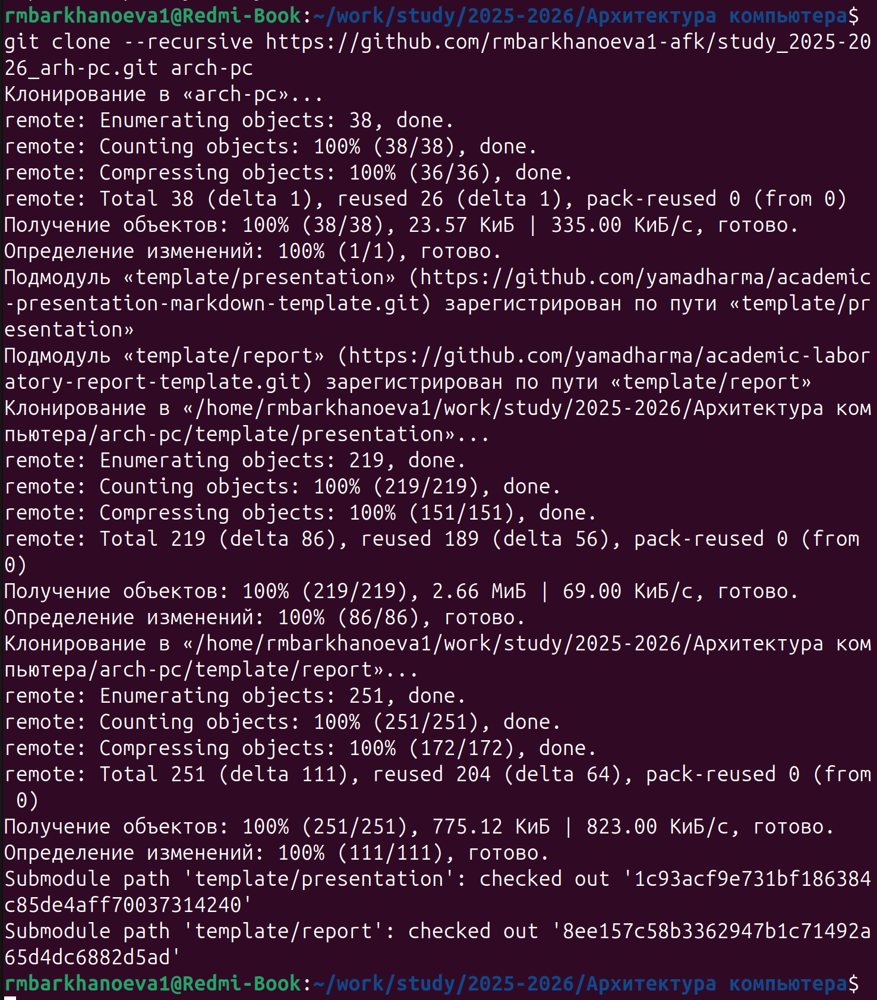 rmbarkhanoeva1@Redmi-Book:~/work/study/2025-2026/Архитектура компьютера$
git clone --recursive https://github.com/rmbarkhanoeva1-afk/study_2025-20
26_arh-pc.git arch-pc
Клонирование в «arch-pc»...
remote: Enumerating objects: 38, done.
remote: Counting objects: 100% (38/38), done.
remote: Compressing objects: 100% (36/36), done.
remote: Total 38 (delta 1), reused 26 (delta 1), pack-reused 0 (from 0)
Получение объектов: 100% (38/38), 23.57 КиБ | 335.00 КиБ/с, готово.
Определение изменений: 100% (1/1), готово.
Подмодуль «template/presentation» (https://github.com/yamadharma/academic
-presentation-markdown-template.git) зарегистрирован по пути «template/pr
esentation»
Подмодуль «template/report» (https://github.com/yamadharma/academic-labor
atory-report-template.git) зарегистрирован по пути «template/report»
Клонирование в «/home/rmbarkhanoeva1/work/study/2025-2026/Архитектура ком
пьютера/arch-pc/template/presentation»...
remote: Enumerating objects: 219, done.
remote: Counting objects: 100% (219/219), done.
remote: Compressing objects: 100% (151/151), done.
remote: Total 219 (delta 86), reused 189 (delta 56), pack-reused 0 (from
0)
Получение объектов: 100% (219/219), 2.66 МиБ | 69.00 КиБ/с, готово.
Определение изменений: 100% (86/86), готово.
Клонирование в «/home/rmbarkhanoeva1/work/study/2025-2026/Архитектура ком
пьютера/arch-pc/template/report»...
remote: Enumerating objects: 251, done.
remote: Counting objects: 100% (251/251), done.
remote: Compressing objects: 100% (172/172), done.
remote: Total 251 (delta 111), reused 204 (delta 64), pack-reused 0 (from
 0)
Получение объектов: 100% (251/251), 775.12 КиБ | 823.00 КиБ/с, готово.
Определение изменений: 100% (111/111), готово.
Submodule path 'template/presentation': checked out '1c93acf9e731bf186384
c85de4aff70037314240'
Submodule path 'template/report': checked out '8ee157c58b3362947b1c71492a
65d4dc6882d5ad'
rmbarkhanoeva1@Redmi-Book:~/work/study/2025-2026/Архитектура компьютера$